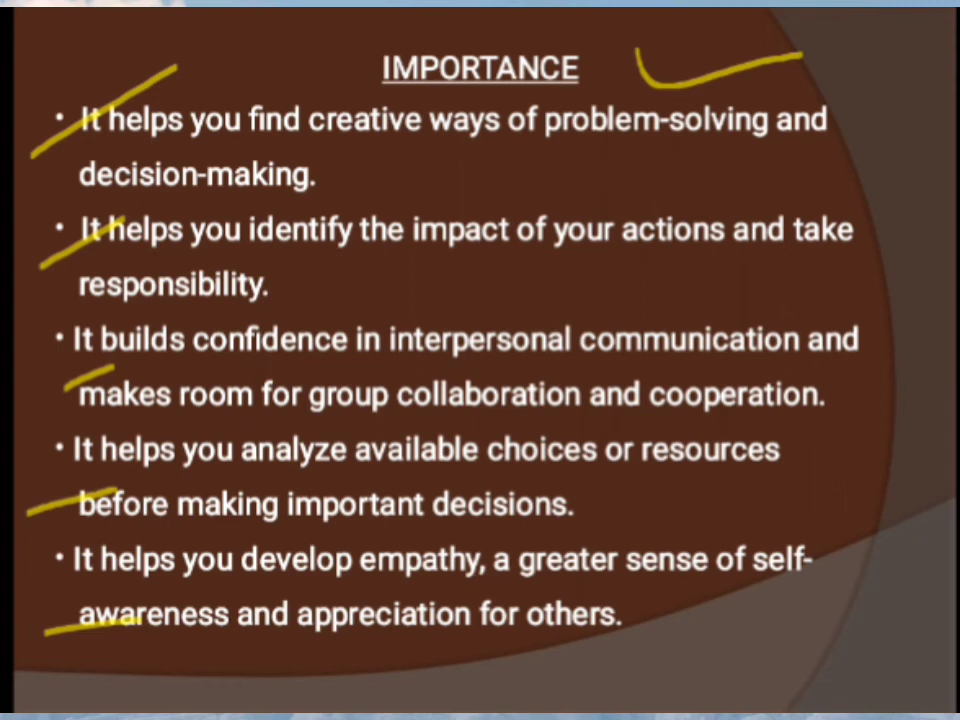 IMPORTANCE
• It helps you find creative ways of problem-solving and
decision-making.
• It helps you identify the impact of your actions and take
responsibility.
• It builds confidence in interpersonal communication and
makes room for group collaboration and cooperation.
• It helps you analyze available choices or resources
before making important decisions.
• It helps you develop empathy, a greater sense of self-
awareness and appreciation for others.